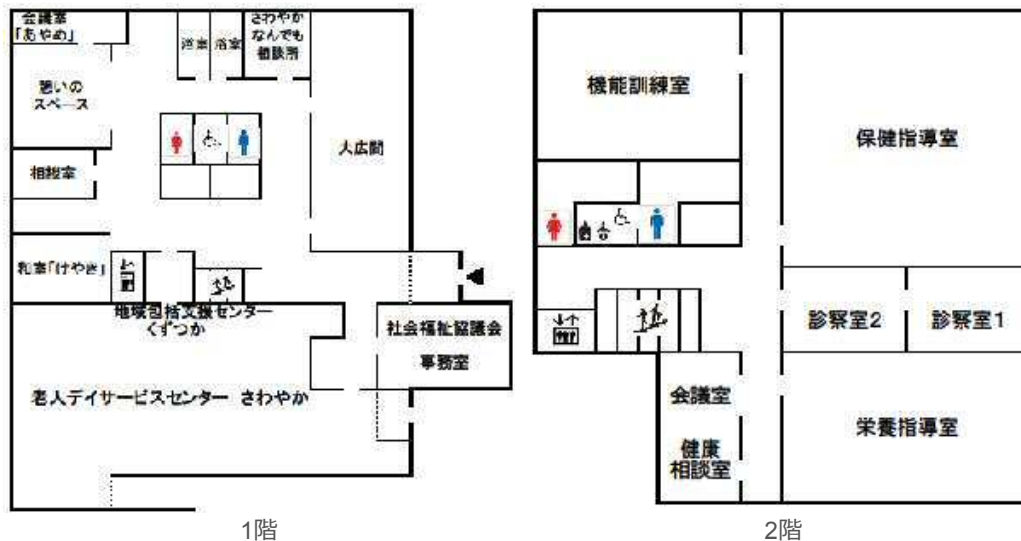 会議室
「あやめ」
浴室
浴室
さわやか
なんでも
相談所
憩いの
スペース
相談室
大広間
和室「けやき」
地域包括支援センター
くずつか
社会福祉協議会
事務室
老人デイサービスセンター さわやか
1階
機能訓練室
保健指導室
診察室2
診察室1
会議室
健康
相談室
栄養指導室
2階